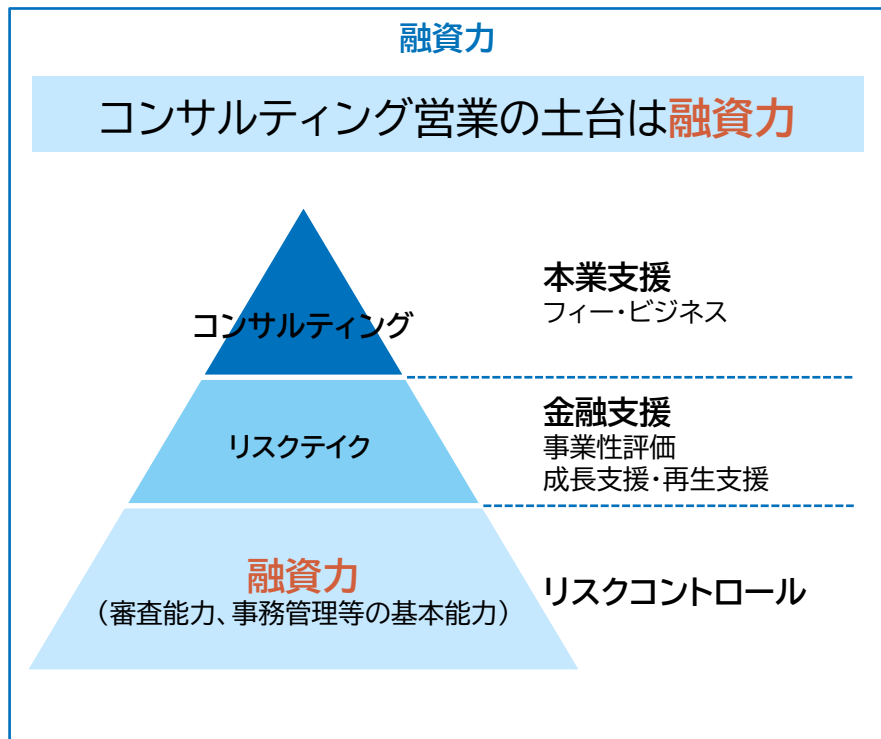 融資力
コンサルティング営業の土台は融資力
コンサルティング
本業支援
フィー・ビジネス
リスクテイク
金融支援
事業性評価
成長支援・再生支援
融資力
（審査能力、事務管理等の基本能力）
リスクコントロール